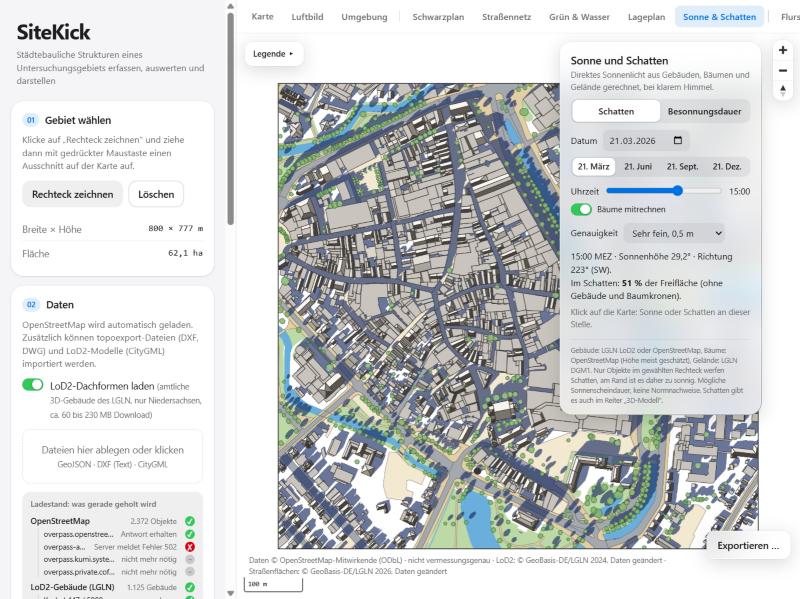 SiteKick
Städtebauliche Strukturen eines
Untersuchungsgebiets erfassen, auswerten und
darstellen
01 Gebiet wählen
Klicke auf „Rechteck zeichnen" und ziehe
dann mit gedrückter Maustaste einen
Ausschnitt auf der Karte auf.
Rechteck zeichnen Löschen
Breite × Höhe 800 × 777 m
Fläche 62,1 ha
02 Daten
OpenStreetMap wird automatisch geladen.
Zusätzlich können topoexport-Dateien (DXF,
DWG) und LoD2-Modelle (CityGML)
importiert werden.
LoD2-Dachformen laden (amtliche
3D-Gebäude des LGLN, nur Niedersachsen,
ca. 60 bis 230 MB Download)
Dateien hier ablegen oder klicken
GeoJSON · DXF (Text) · CityGML
Ladestand: was gerade geholt wird
OpenStreetMap 2.372 Objekte
overpass.openstree... Antwort erhalten
overpass-a... Server meldet Fehler 502
overpass.kumi.syste... nicht mehr nötig
overpass.private.cof... nicht mehr nötig
LoD2-Gebäude (LGLN) 1.125 Gebäude
Karte Luftbild Umgebung Schwarzplan Straßennetz Grün & Wasser Lageplan Sonne & Schatten Flurs
Legende
Sonne und Schatten
Direktes Sonnenlicht aus Gebäuden, Bäumen und
Gelände gerechnet, bei klarem Himmel.
Schatten Besonnungsdauer
Datum 21.03.2026
21. März 21. Juni 21. Sept. 21. Dez.
Uhrzeit 15:00
Bäume mitrechnen
Genauigkeit Sehr fein, 0,5 m
15:00 MEZ · Sonnenhöhe 29,2° · Richtung
223° (SW).
Im Schatten: 51 % der Freifläche (ohne
Gebäude und Baumkronen).
Klick auf die Karte: Sonne oder Schatten an dieser
Stelle.
Gebäude: LGLN LoD2 oder OpenStreetMap, Bäume:
OpenStreetMap (Höhe meist geschätzt), Gelände: LGLN
DGM1. Nur Objekte im gewählten Rechteck werfen
Schatten, am Rand ist es daher zu sonnig. Mögliche
Sonnenscheindauer, keine Normnachweise. Schatten gibt
es auch im Reiter „3D-Modell".
Exportieren ...
Daten © OpenStreetMap-Mitwirkende (ODbL) · nicht vermessungsgenau · LoD2: © GeoBasis-DE/LGLN 2024, Daten geändert ·
Straßenflächen: © GeoBasis-DE/LGLN 2026, Daten geändert
100 m